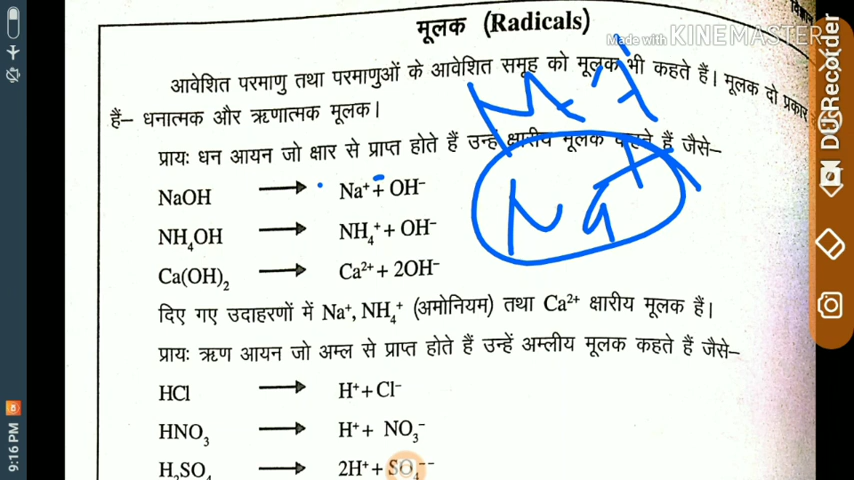 मूलक (Radicals)
Made with KINEMASTER
आवेशित परमाणु तथा परमाणुओं के आवेशित समूह को मूलक भी कहते हैं। मूलक दो प्रकार
हैं– धनात्मक और ऋणात्मक मूलक।
प्रायः धन आयन जो क्षार से प्राप्त होते हैं उन्हें क्षारीय मूलक कहते हैं जैसे–
NaOH → Na⁺ + OH⁻
NH₄OH → NH₄⁺ + OH⁻
Ca(OH)₂ → Ca²⁺ + 2OH⁻
Na⁺
दिए गए उदाहरणों में Na⁺, NH₄⁺ (अमोनियम) तथा Ca²⁺ क्षारीय मूलक हैं।
प्रायः ऋण आयन जो अम्ल से प्राप्त होते हैं उन्हें अम्लीय मूलक कहते हैं जैसे–
HCl → H⁺ + Cl⁻
HNO₃ → H⁺ + NO₃⁻
H₂SO₄ → 2H⁺ + SO₄⁻⁻
DU Recorder
9:16 PM